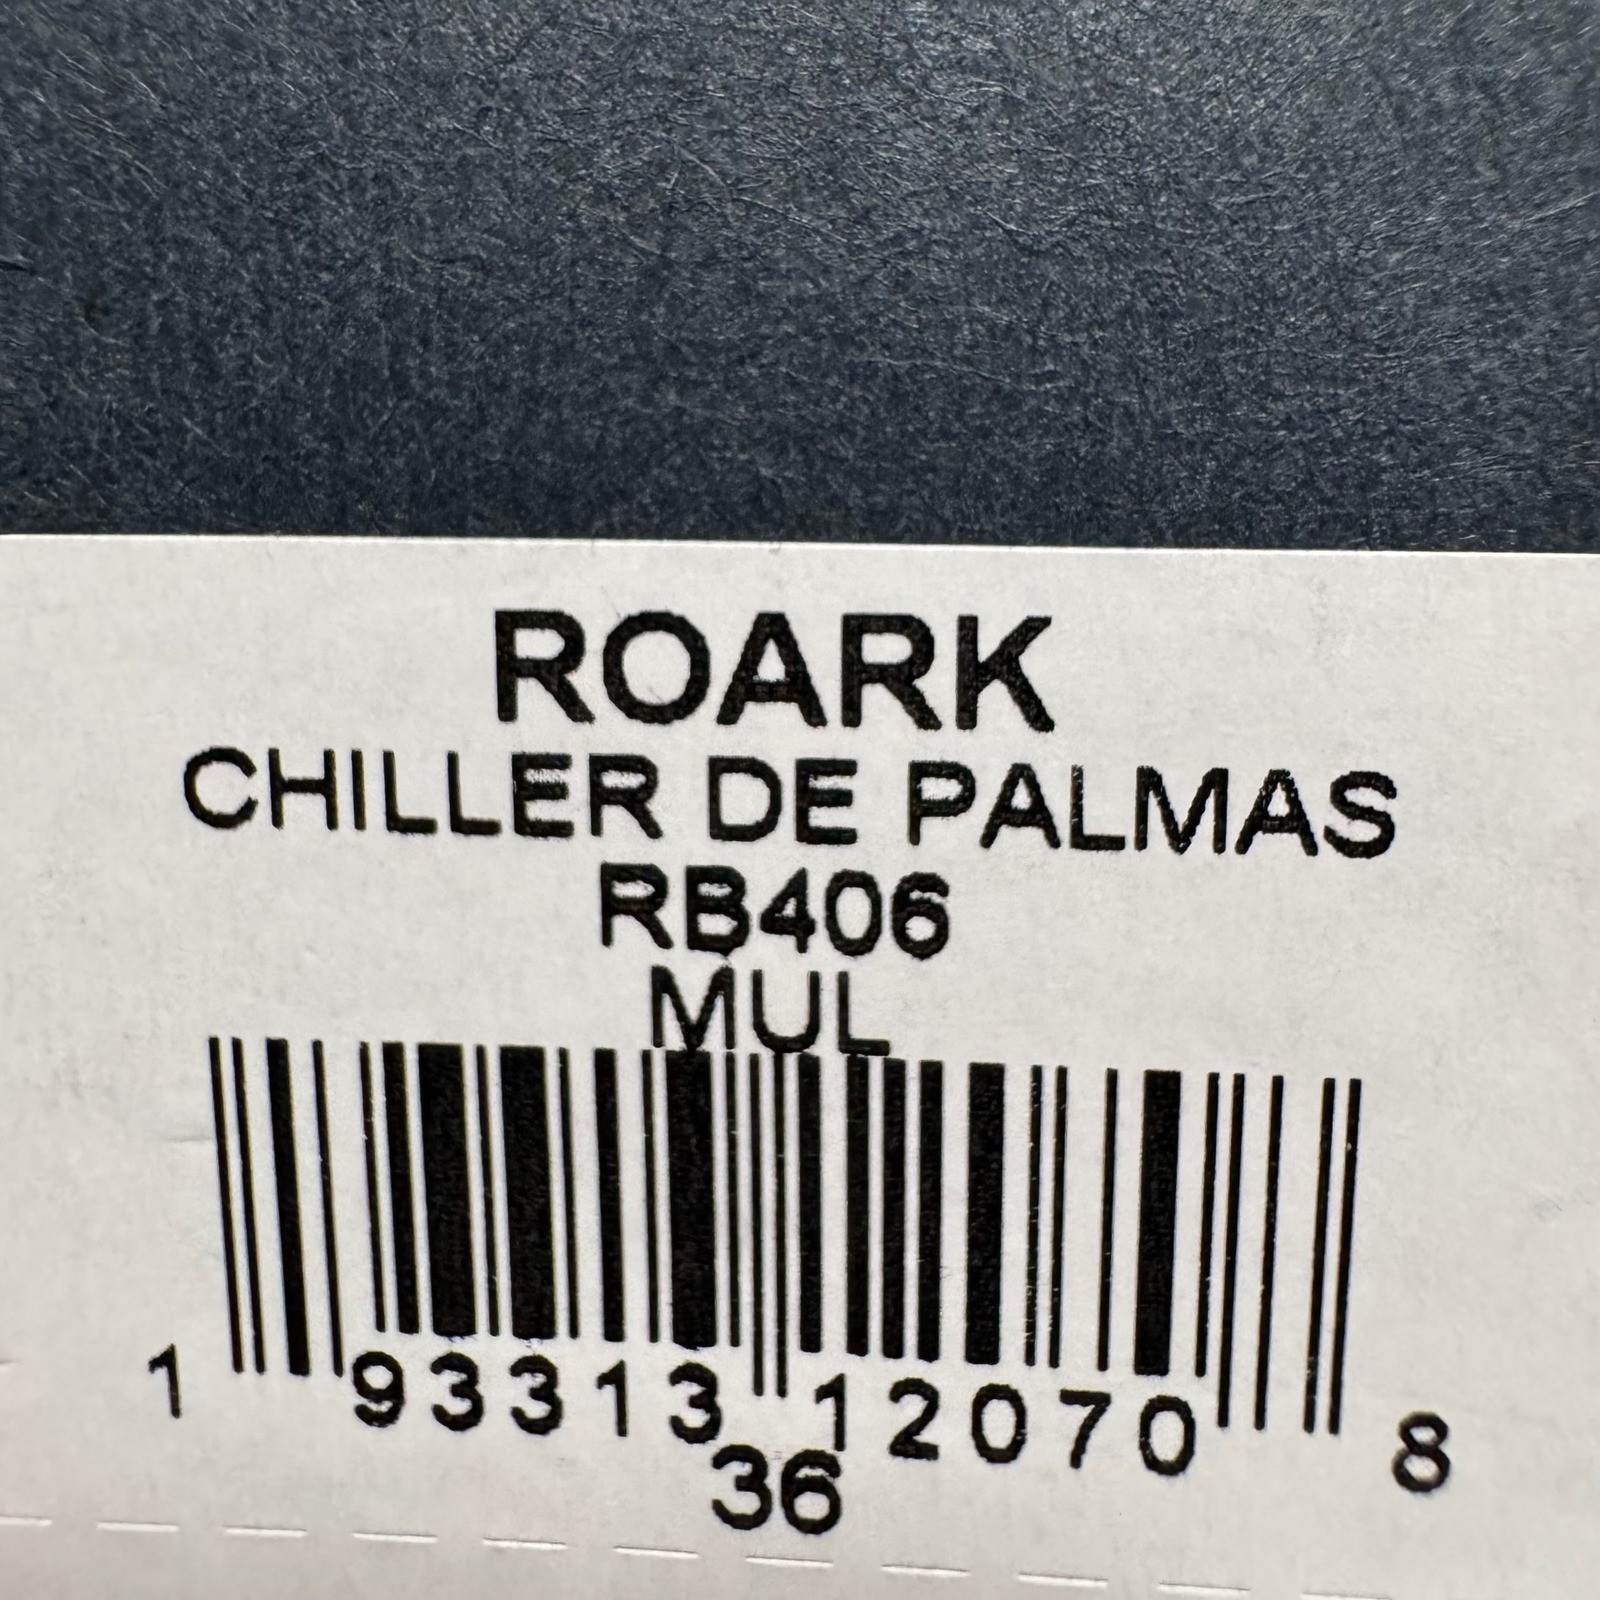 ROARK
CHILLER DE PALMAS
RB406
MUL
1 93313 12070 8
36